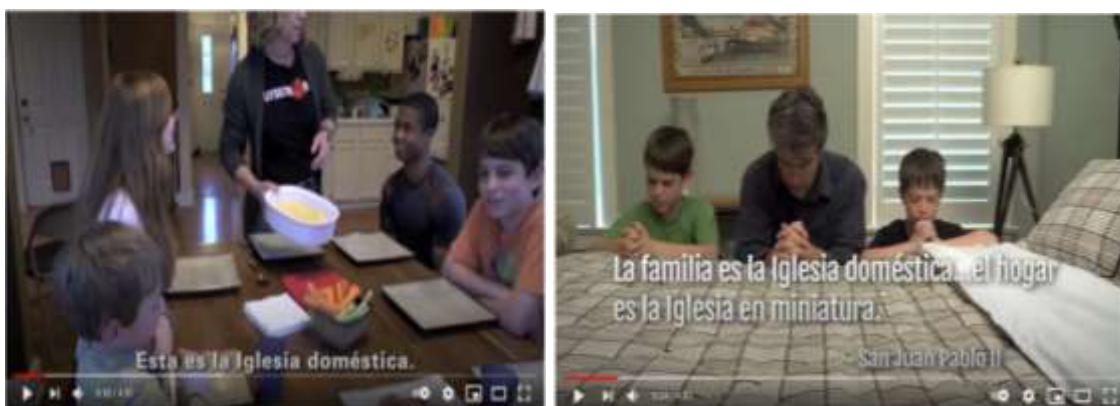 Esta es la Iglesia doméstica.
La familia es la Iglesia doméstica...el hogar
es la Iglesia en miniatura.
- San Juan Pablo II